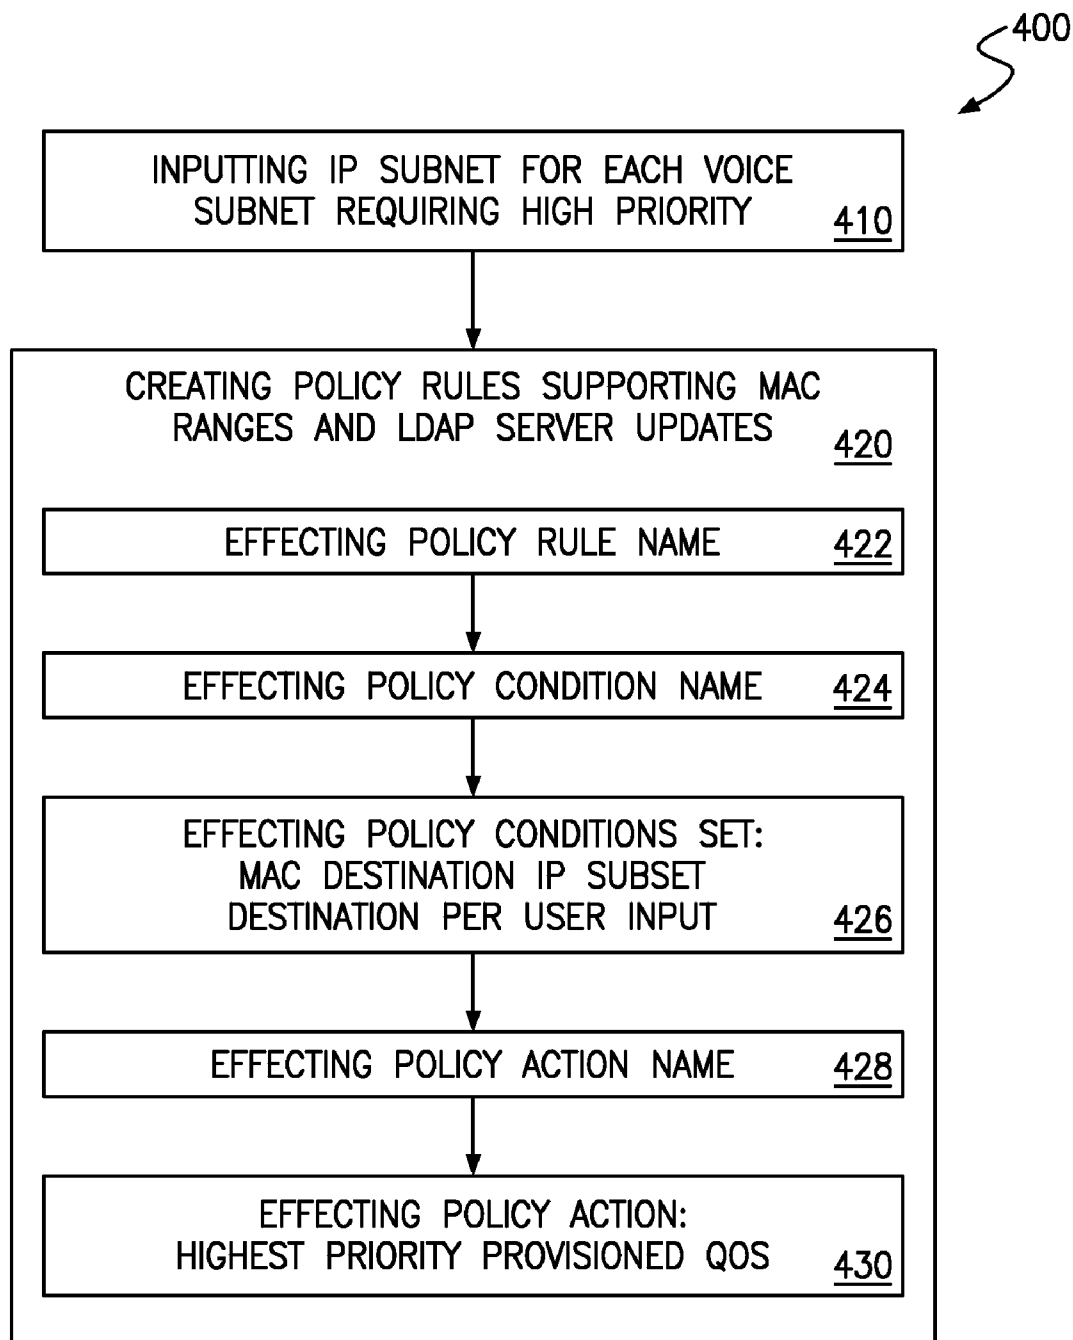 400
INPUTTING IP SUBNET FOR EACH VOICE
SUBNET REQUIRING HIGH PRIORITY
410
CREATING POLICY RULES SUPPORTING MAC
RANGES AND LDAP SERVER UPDATES
420
EFFECTING POLICY RULE NAME
422
EFFECTING POLICY CONDITION NAME
424
EFFECTING POLICY CONDITIONS SET:
MAC DESTINATION IP SUBSET
DESTINATION PER USER INPUT
426
EFFECTING POLICY ACTION NAME
428
EFFECTING POLICY ACTION:
HIGHEST PRIORITY PROVISIONED QOS
430